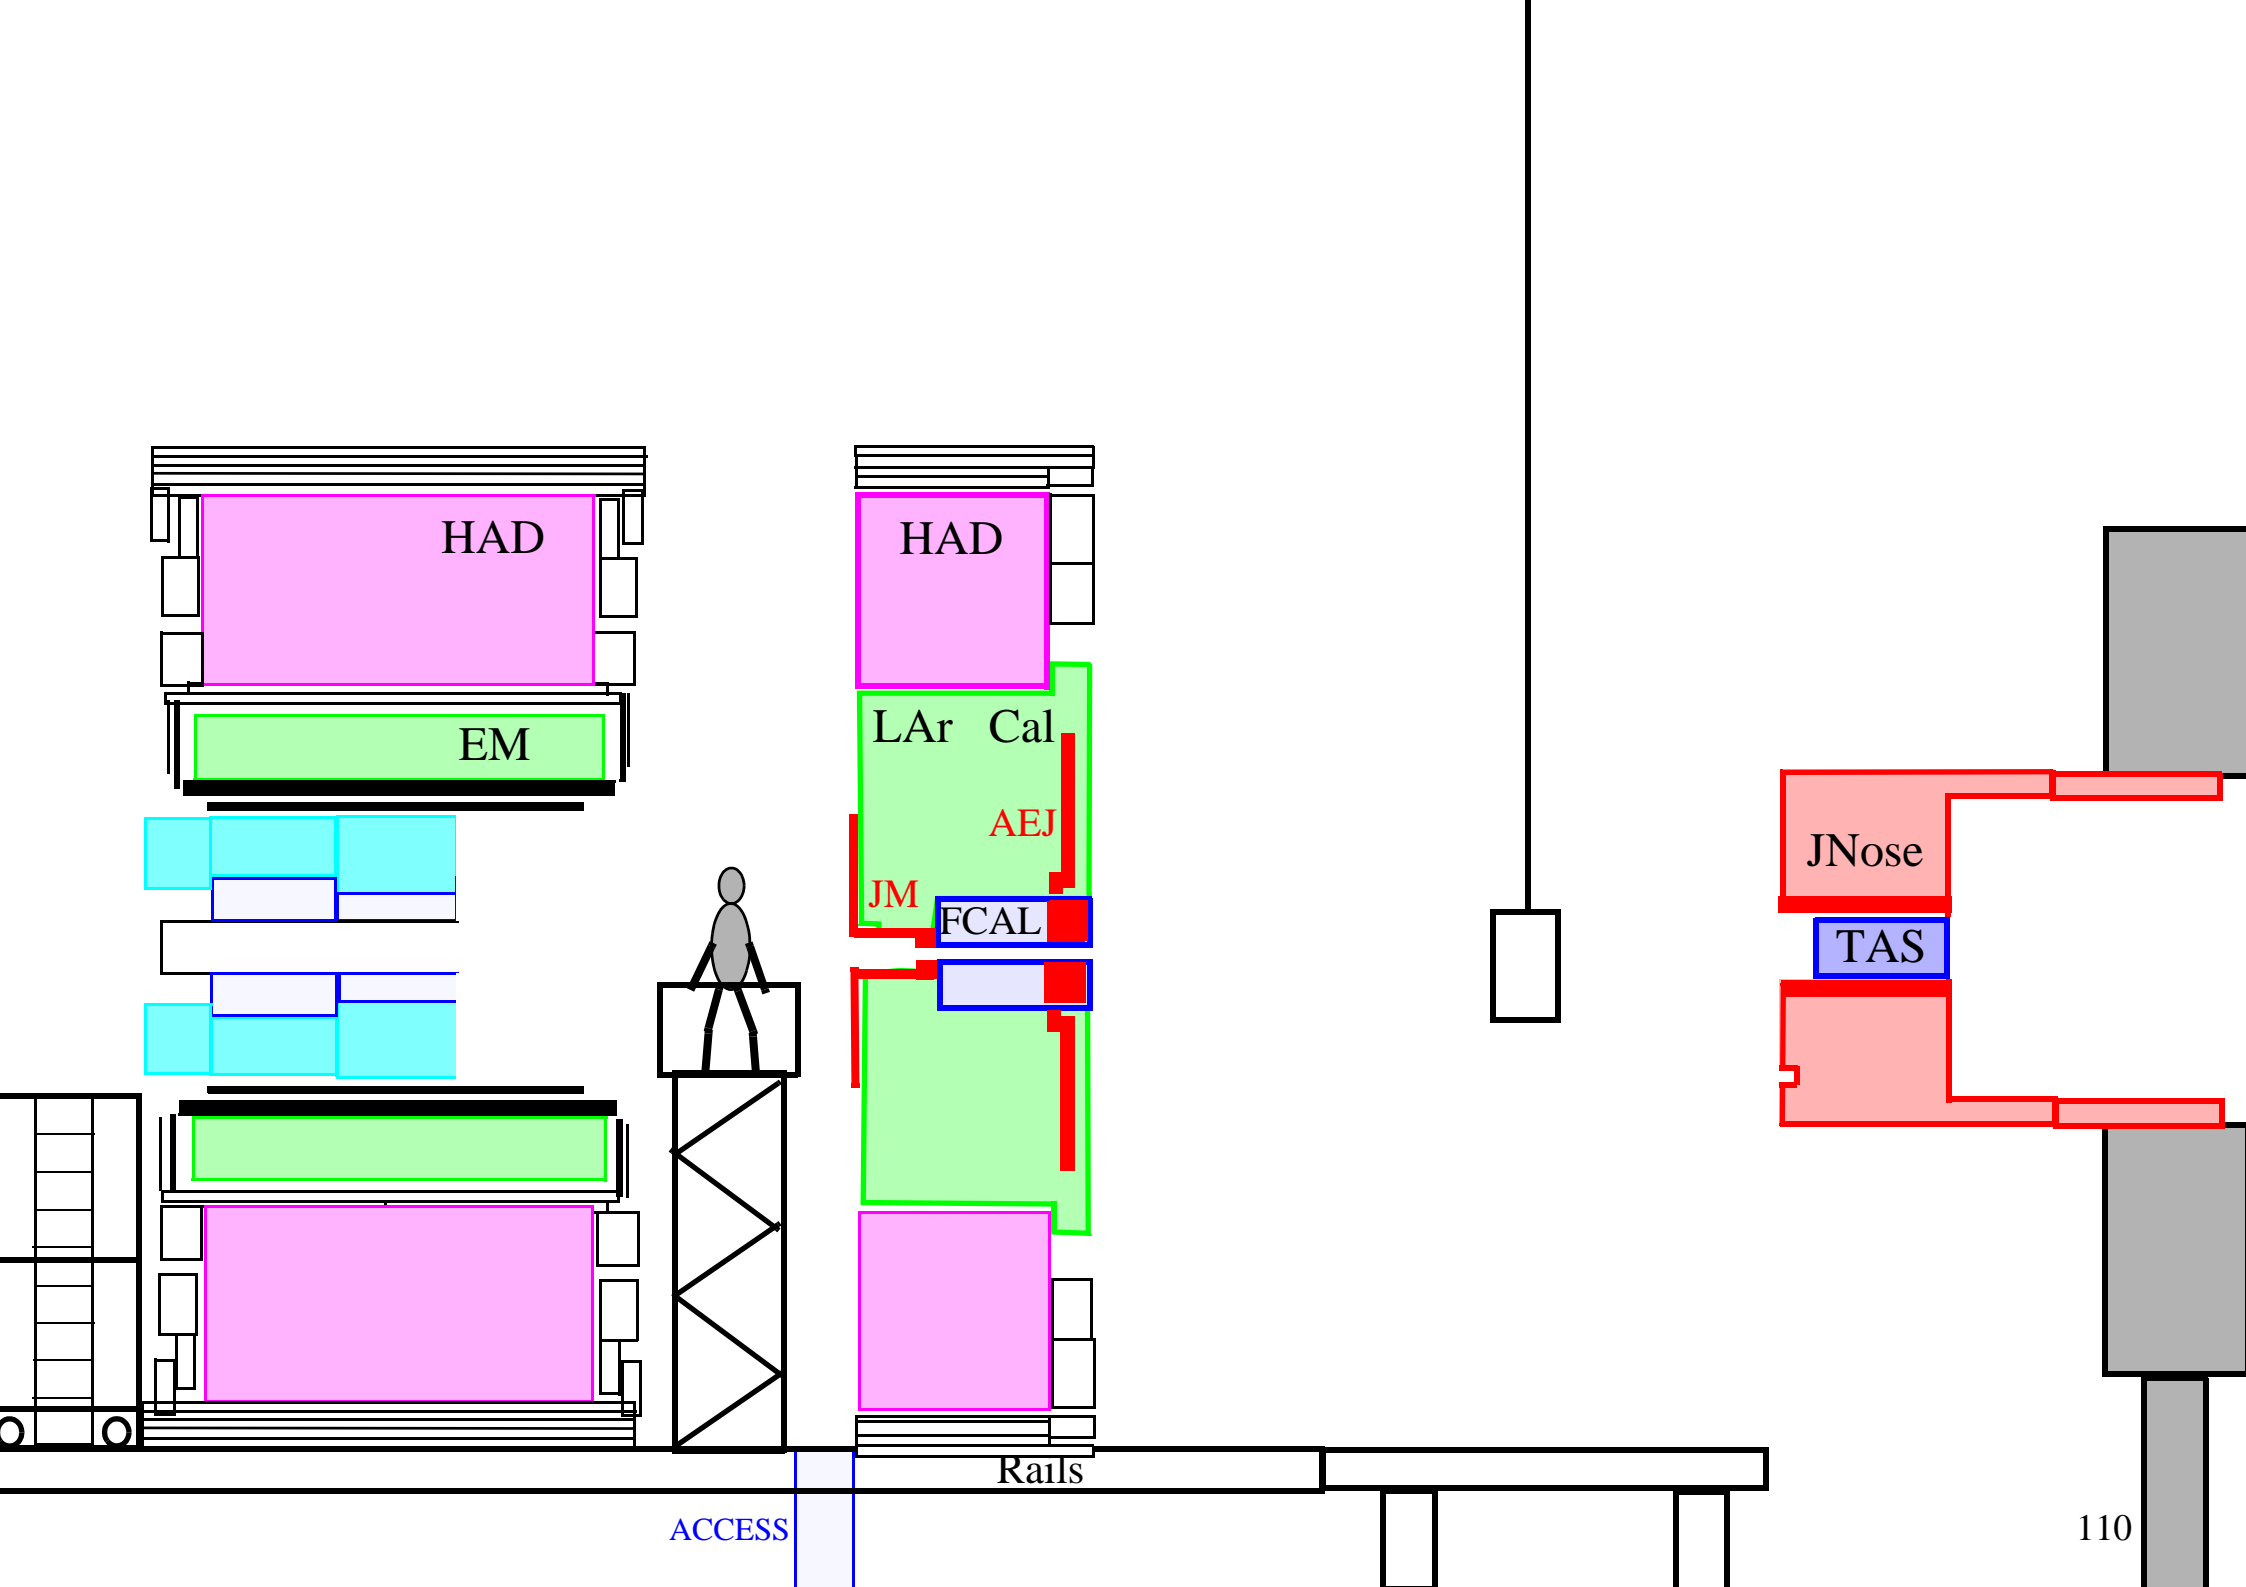 HAD
HAD
LAr Cal
EM
AEJ
JM
FCAL
JNose
TAS
Rails
ACCESS
110